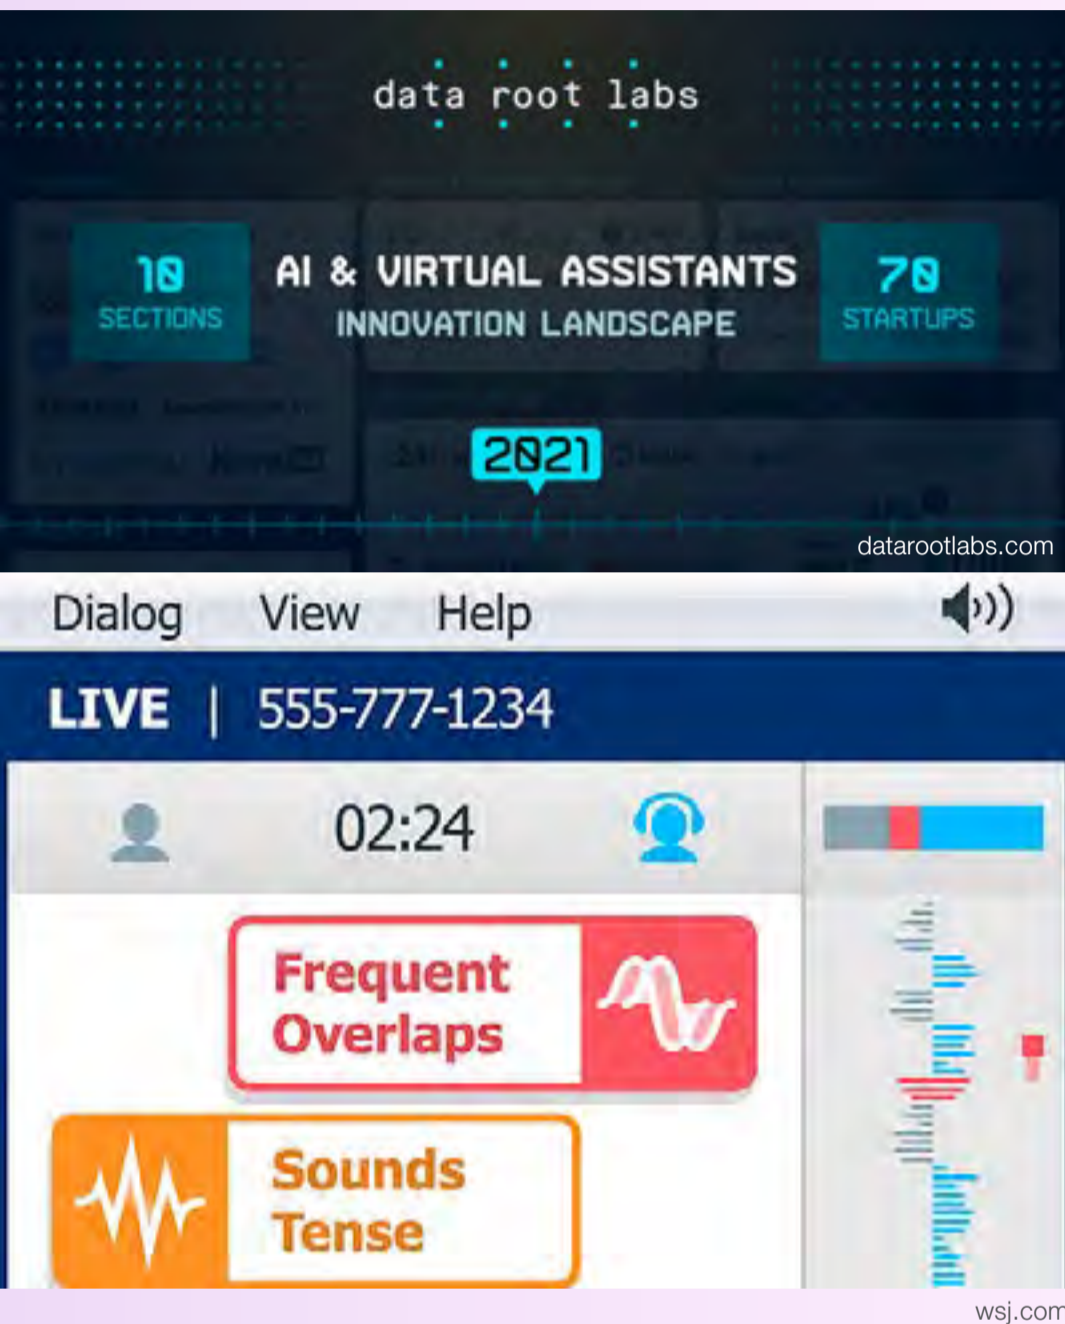 data root labs
10
SECTIONS
AI & VIRTUAL ASSISTANTS
INNOVATION LANDSCAPE
70
STARTUPS
2021
datarootlabs.com
Dialog View Help
LIVE | 555-777-1234
02:24
Frequent
Overlaps
Sounds
Tense
wsj.com